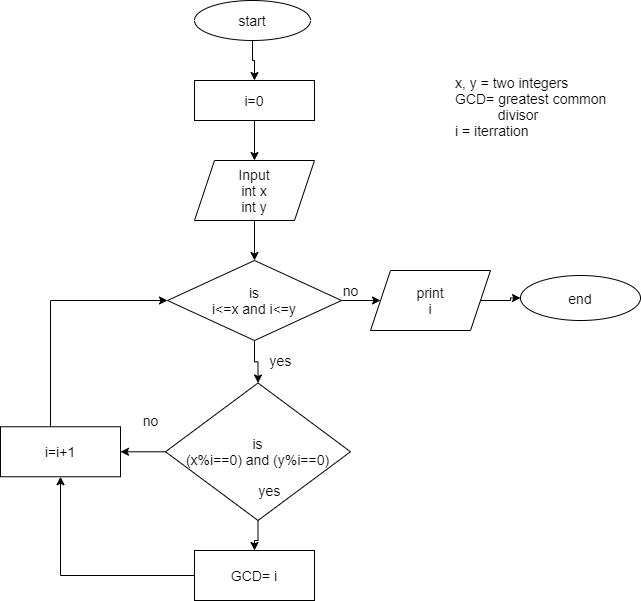 start
i=0
x, y = two integers
GCD= greatest common
divisor
i = iterration
Input
int x
int y
is
i<=x and i<=y
no
print
i
end
yes
no
i=i+1
is
(x%i==0) and (y%i==0)
yes
GCD= i